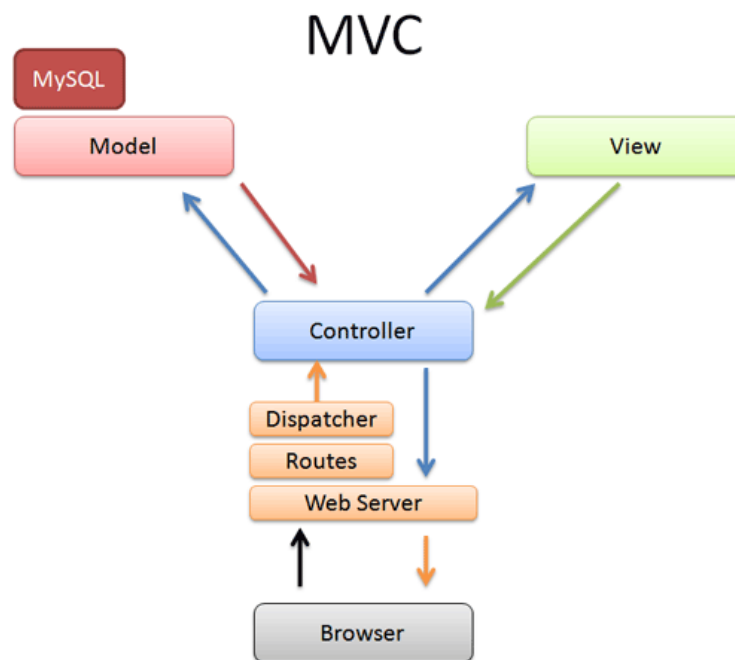 MVC
MySQL
Model
View
Controller
Dispatcher
Routes
Web Server
Browser